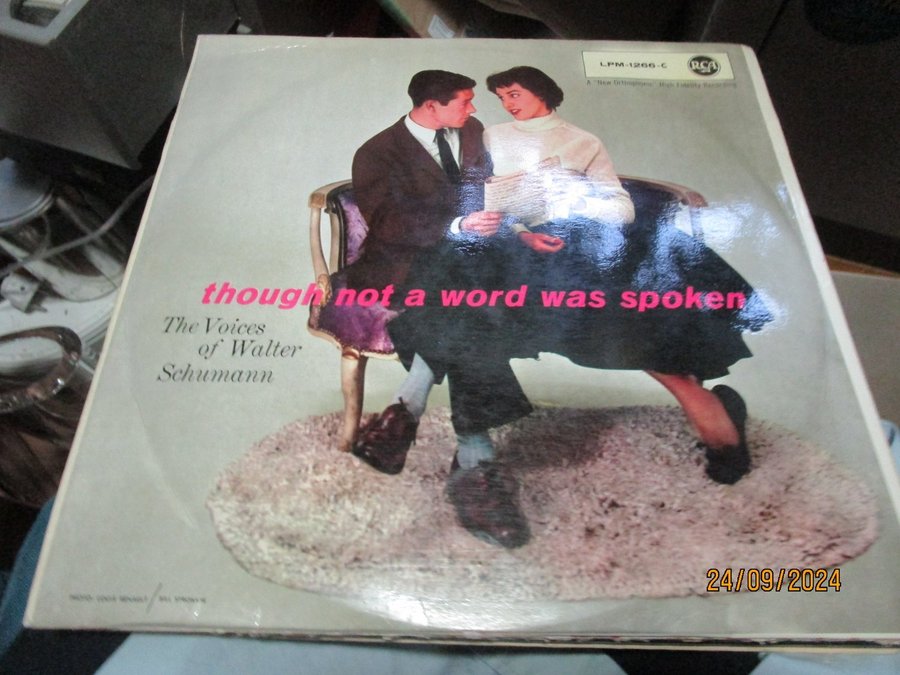 LPM-1266-C
RCA
A "New Orthophonic" High Fidelity Recording
though not a word was spoken
The Voices
of Walter
Schumann
24/09/2024